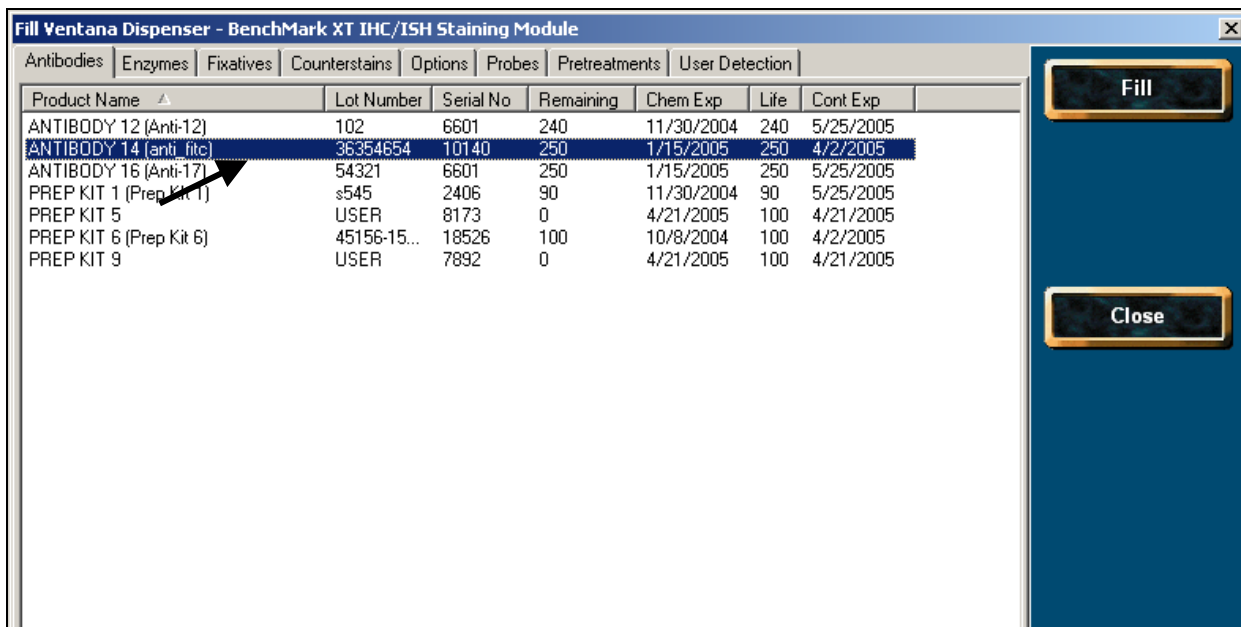 Fill Ventana Dispenser - BenchMark XT IHC/ISH Staining Module
Antibodies Enzymes Fixatives Counterstains Options Probes Pretreatments User Detection
Product Name Lot Number Serial No Remaining Chem Exp Life Cont Exp
ANTIBODY 12 (Anti-12) 102 6601 240 11/30/2004 240 5/25/2005
ANTIBODY 14 (anti_fitc) 36354654 10140 250 1/15/2005 250 4/2/2005
ANTIBODY 16 (Anti-17) 54321 6601 250 1/15/2005 250 5/25/2005
PREP KIT 1 (Prep Kit 1) s545 2406 90 11/30/2004 90 5/25/2005
PREP KIT 5 USER 8173 0 4/21/2005 100 4/21/2005
PREP KIT 6 (Prep Kit 6) 45156-15... 18526 100 10/8/2004 100 4/2/2005
PREP KIT 9 USER 7892 0 4/21/2005 100 4/21/2005
Fill
Close